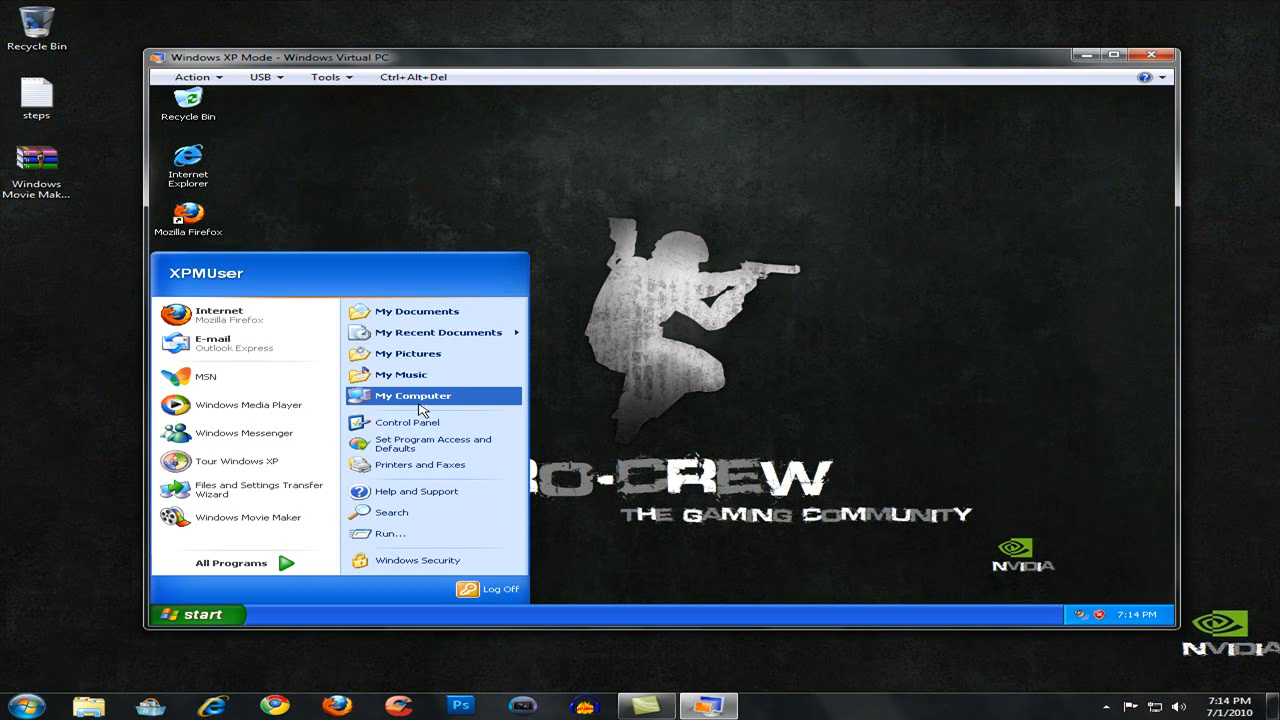 Recycle Bin
steps
Windows
Movie Mak...
Windows XP Mode - Windows Virtual PC
Action
USB
Tools
Ctrl+Alt+Del
Recycle Bin
Internet
Explorer
Mozilla Firefox
XPMUser
Internet
Mozilla Firefox
E-mail
Outlook Express
MSN
Windows Media Player
Windows Messenger
Tour Windows XP
Files and Settings Transfer
Wizard
Windows Movie Maker
All Programs
My Documents
My Recent Documents
My Pictures
My Music
My Computer
Control Panel
Set Program Access and
Defaults
Printers and Faxes
Help and Support
Search
Run...
Windows Security
Log Off
RO-CREW
THE GAMING COMMUNITY
NVIDIA
start
7:14 PM
NVIDIA
Ps
7:14 PM
7/1/2010